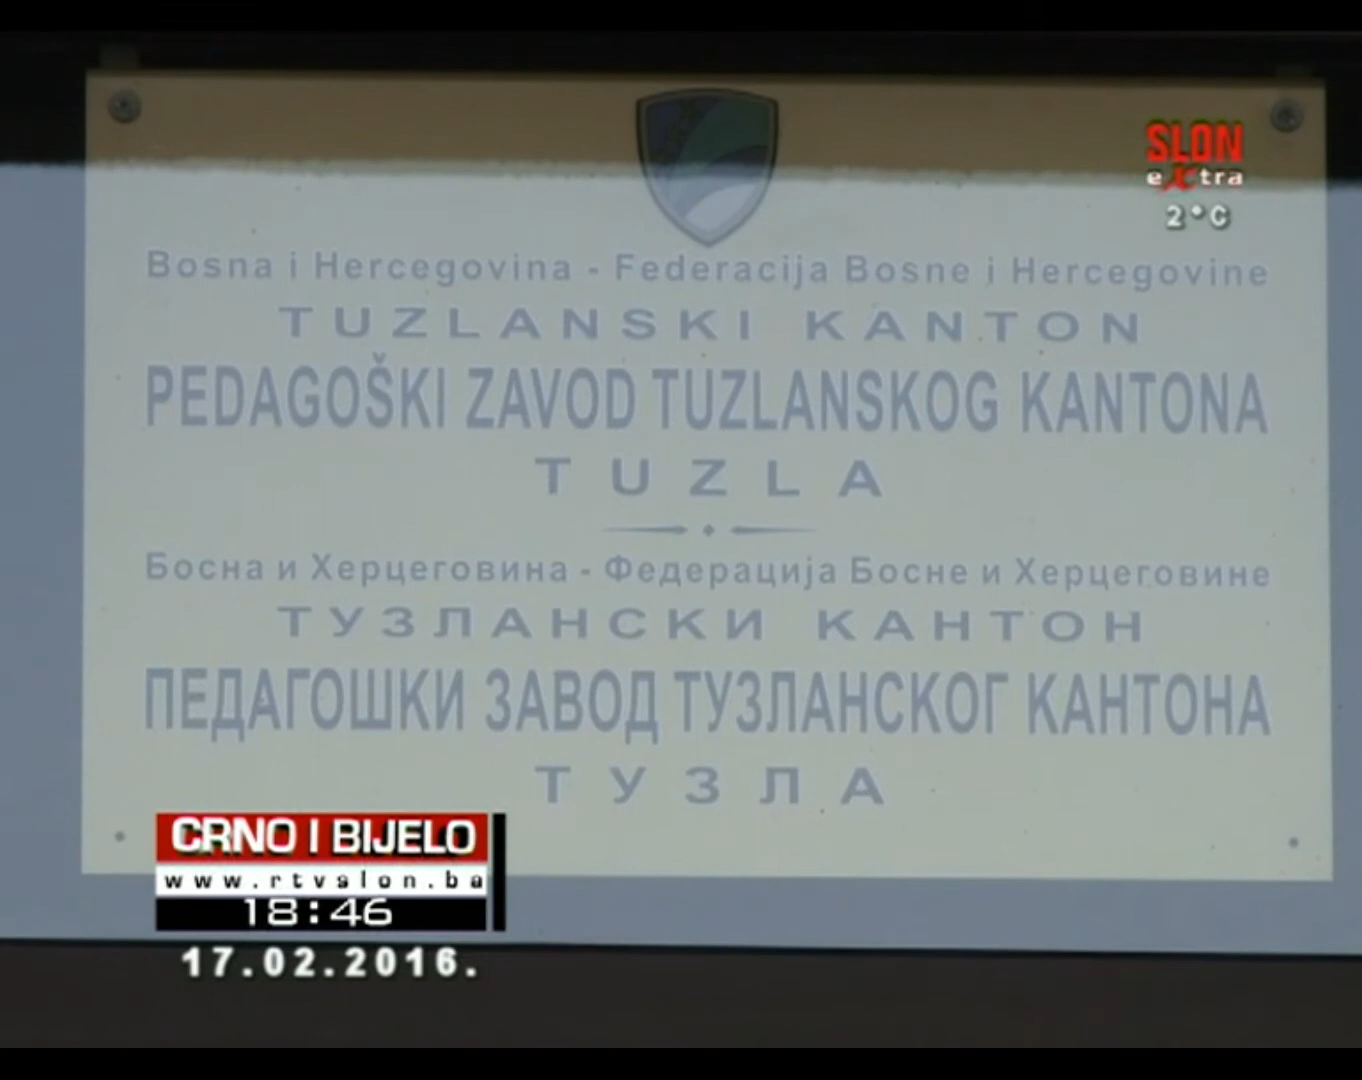 SLON
extra
2°C
Bosna i Hercegovina - Federacija Bosne i Hercegovine
TUZLANSKI KANTON
PEDAGOŠKI ZAVOD TUZLANSKOG KANTONA
TUZLA
Босна и Херцеговина - Федерација Босне и Херцеговине
ТУЗЛАНСКИ КАНТОН
ПЕДАГОШКИ ЗАВОД ТУЗЛАНСКОГ КАНТОНА
ТУЗЛА
CRNO I BIJELO
www.rtvslon.ba
18:46
17.02.2016.